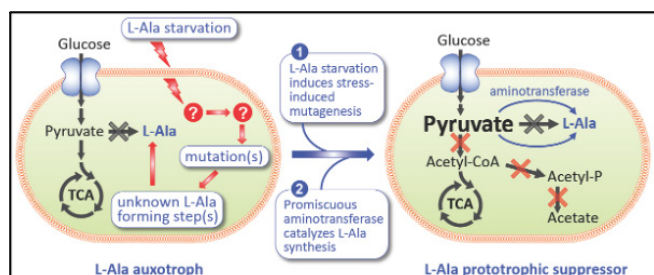 L-Ala starvation
Glucose
?
?
Pyruvate
L-Ala
mutation(s)
TCA
unknown L-Ala
forming step(s)
L-Ala auxotroph
1
L-Ala starvation
induces stress-
induced
mutagenesis
2
Promiscuous
aminotransferase
catalyzes L-Ala
synthesis
Glucose
aminotransferase
Pyruvate
L-Ala
Acetyl-CoA
Acetyl-P
TCA
Acetate
L-Ala prototrophic suppressor